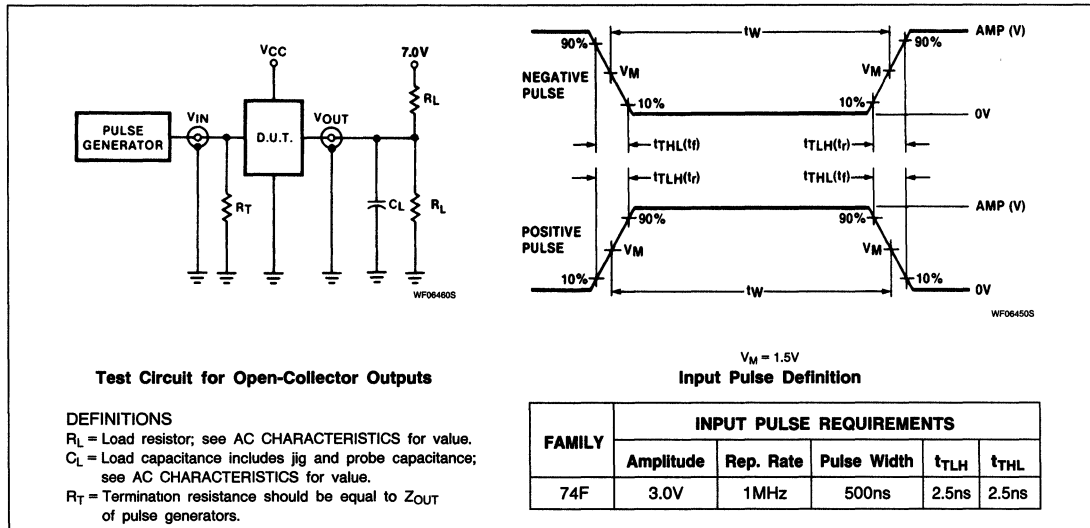 VCC
7.0V
RL
PULSE
GENERATOR
VIN
D.U.T.
VOUT
RT
CL
RL
WF06460S
tW
90%
90%
AMP (V)
NEGATIVE
PULSE
VM
VM
10%
10%
0V
tTHL(tf)
tTLH(tr)
tTLH(tr)
tTHL(tf)
90%
90%
AMP (V)
POSITIVE
PULSE
VM
VM
10%
10%
tW
0V
WF06450S
Test Circuit for Open-Collector Outputs
VM = 1.5V
Input Pulse Definition
DEFINITIONS
RL = Load resistor; see AC CHARACTERISTICS for value.
CL = Load capacitance includes jig and probe capacitance;
see AC CHARACTERISTICS for value.
RT = Termination resistance should be equal to ZOUT
of pulse generators.
FAMILY
INPUT PULSE REQUIREMENTS
Amplitude Rep. Rate Pulse Width tTLH tTHL
74F 3.0V 1MHz 500ns 2.5ns 2.5ns